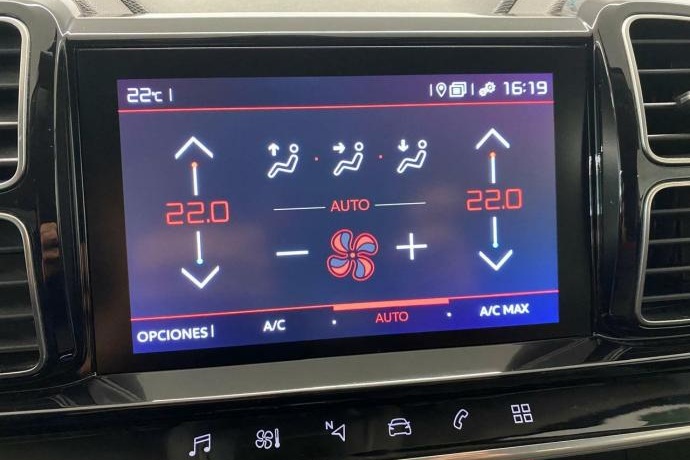 22°C
16:19
22.0
22.0
AUTO
OPCIONES
A/C
AUTO
A/C MAX
N